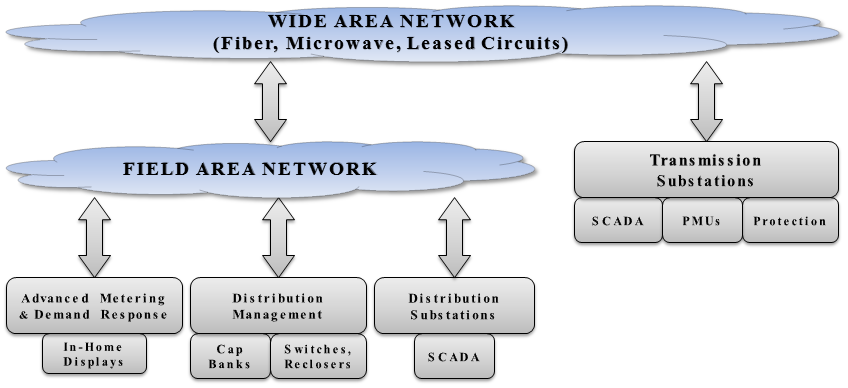 WIDE AREA NETWORK
(Fiber, Microwave, Leased Circuits)
FIELD AREA NETWORK
Transmission
Substations
SCADA
PMUs
Protection
Advanced Metering
& Demand Response
In-Home
Displays
Distribution
Management
Cap
Banks
Switches,
Reclosers
Distribution
Substations
SCADA